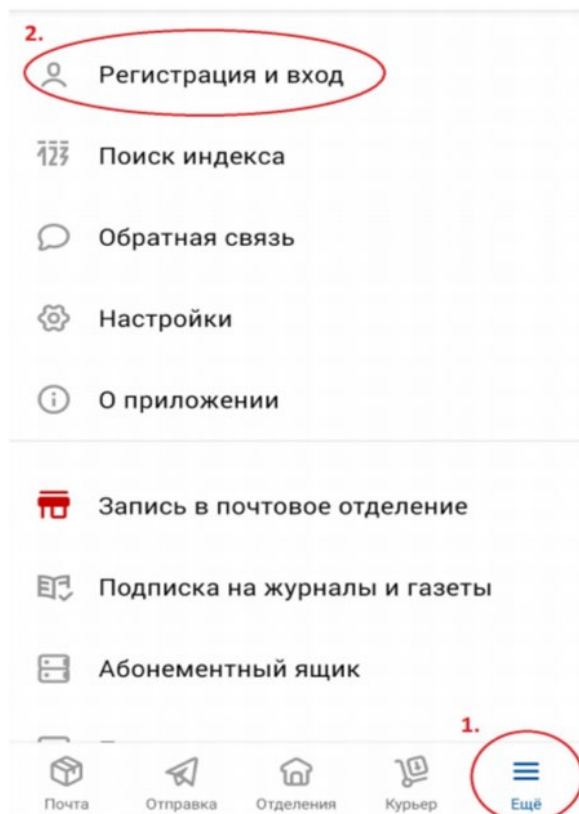 2.
Регистрация и вход
123
Поиск индекса
Обратная связь
Настройки
О приложении
Запись в почтовое отделение
Подписка на журналы и газеты
Абонементный ящик
1.
Почта
Отправка
Отделения
Курьер
Ещё